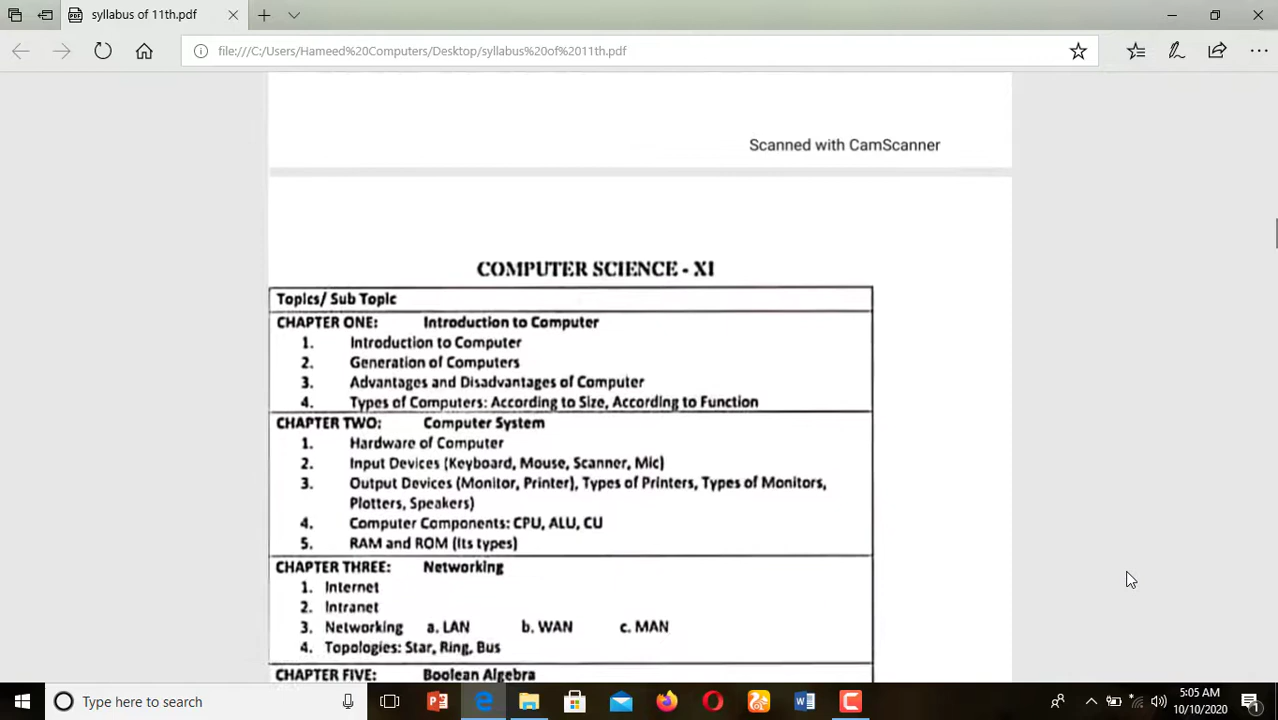 syllabus of 11th.pdf
file:///C:/Users/Hameed%20Computers/Desktop/syllabus%20of%2011th.pdf
Scanned with CamScanner
COMPUTER SCIENCE - XI
Topics/ Sub Topic
CHAPTER ONE: Introduction to Computer
1. Introduction to Computer
2. Generation of Computers
3. Advantages and Disadvantages of Computer
4. Types of Computers: According to Size, According to Function
CHAPTER TWO: Computer System
1. Hardware of Computer
2. Input Devices (Keyboard, Mouse, Scanner, Mic)
3. Output Devices (Monitor, Printer), Types of Printers, Types of Monitors,
Plotters, Speakers)
4. Computer Components: CPU, ALU, CU
5. RAM and ROM (Its types)
CHAPTER THREE: Networking
1. Internet
2. Intranet
3. Networking a. LAN b. WAN c. MAN
4. Topologies: Star, Ring, Bus
CHAPTER FIVE: Boolean Algebra
Type here to search
5:05 AM
10/10/2020